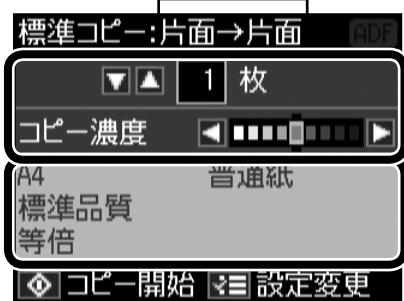 標準コピー:片面→片面 ADF
▼▲ 1 枚
コピー濃度
A4 普通紙
標準品質
等倍
コピー開始 設定変更